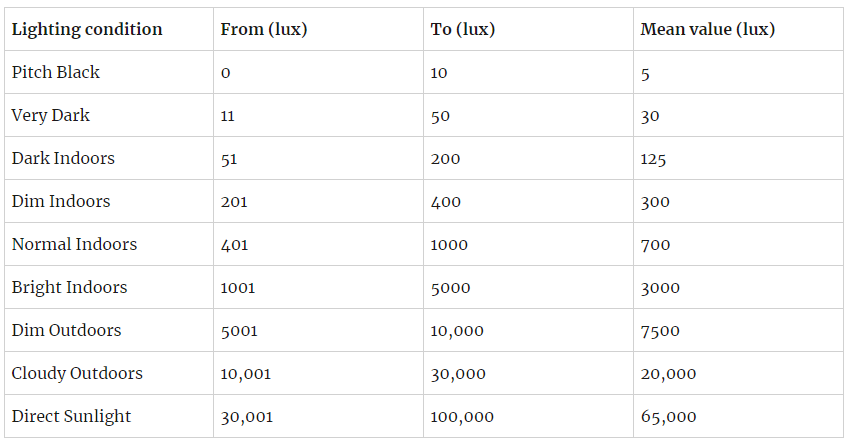 Lighting condition From (lux) To (lux) Mean value (lux)
Pitch Black 0 10 5
Very Dark 11 50 30
Dark Indoors 51 200 125
Dim Indoors 201 400 300
Normal Indoors 401 1000 700
Bright Indoors 1001 5000 3000
Dim Outdoors 5001 10,000 7500
Cloudy Outdoors 10,001 30,000 20,000
Direct Sunlight 30,001 100,000 65,000